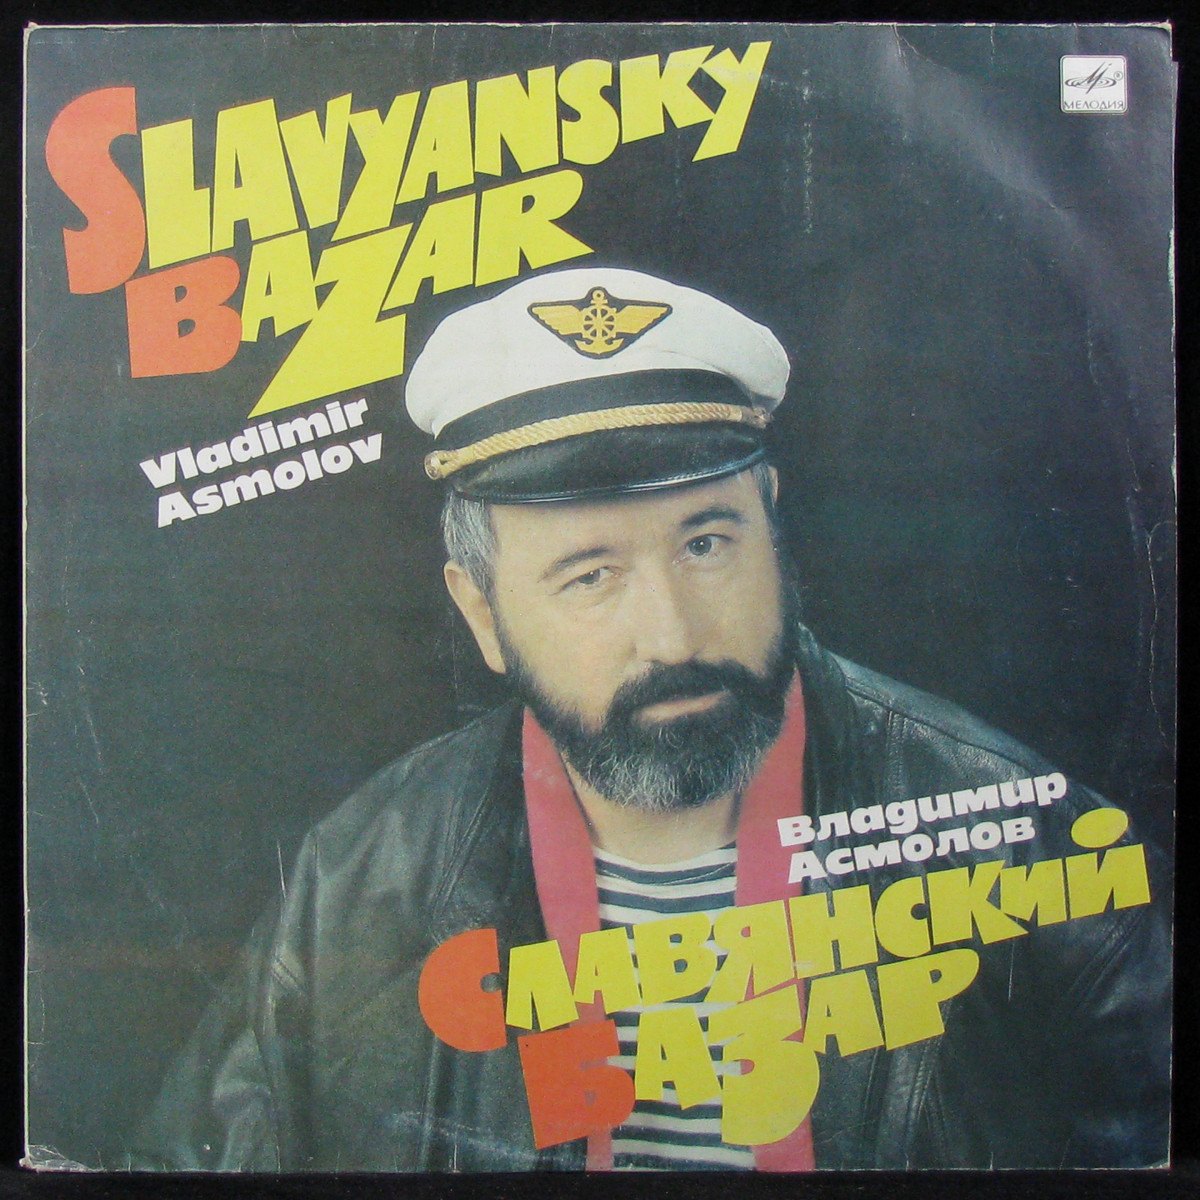 SLAVYANSKY
BAZAR
Vladimir
Asmolov
МЕЛОДИЯ
Владимир
Асмолов
СЛАВЯНСКИЙ
БАЗАР